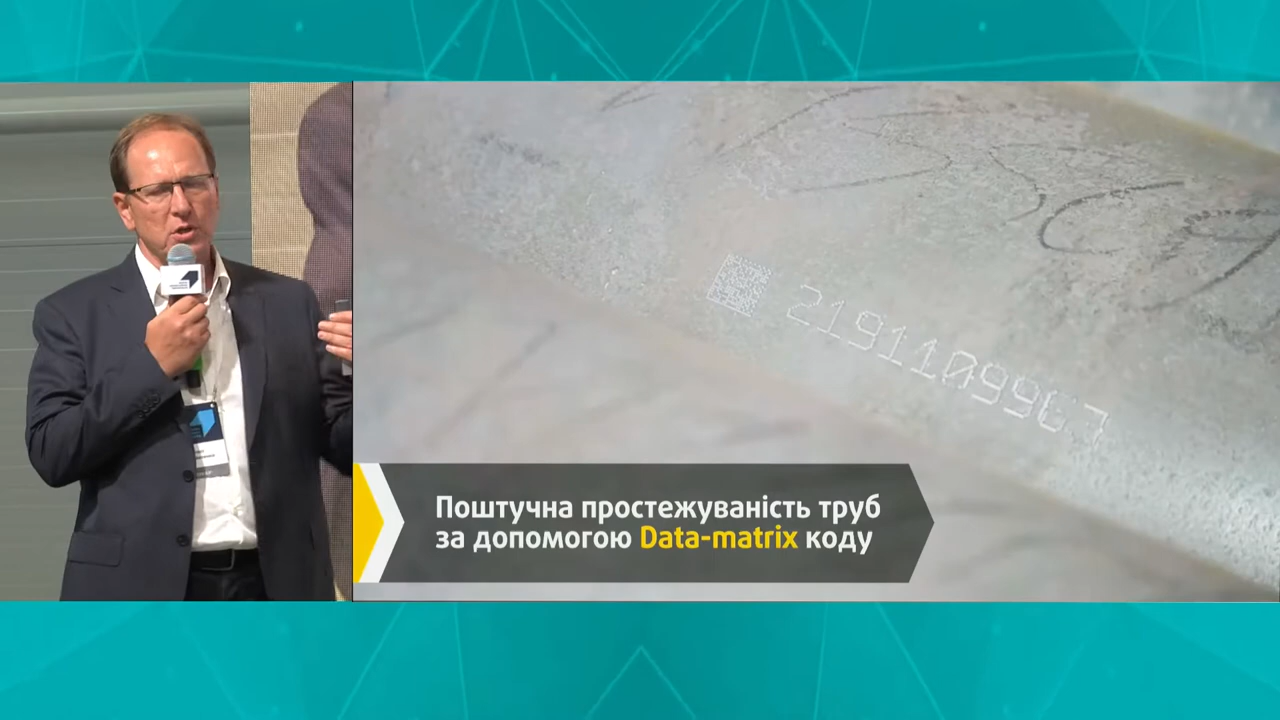 2191109967
Поштучна простежуваність труб
за допомогою Data-matrix коду